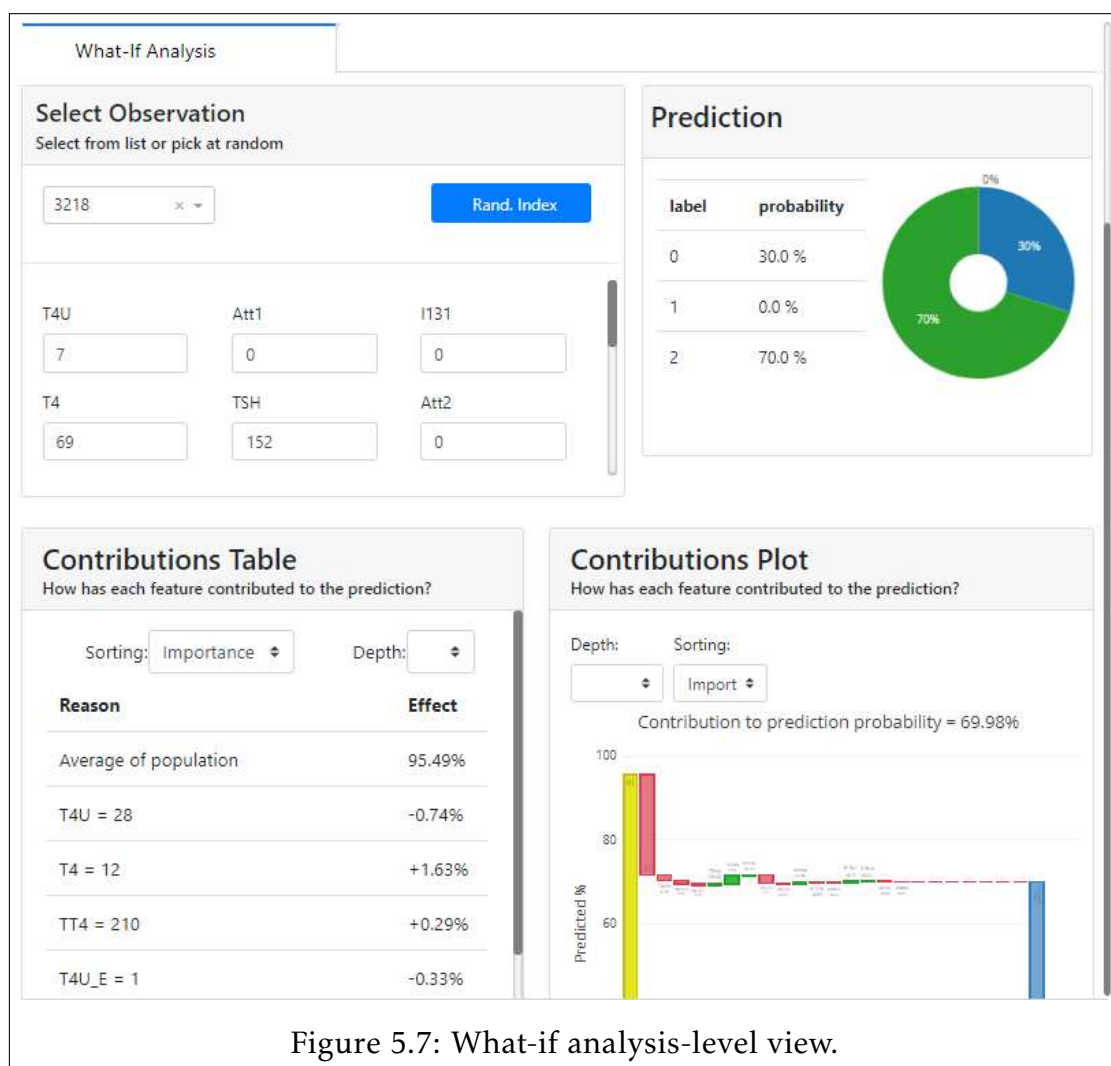 What-If Analysis
Select Observation
Select from list or pick at random
3218 × 
Rand. Index
T4U Att1 I131
7 0 0
T4 TSH Att2
69 152 0
Prediction
label probability
0 30.0 %
1 0.0 %
2 70.0 %
0%
30%
70%
Contributions Table
How has each feature contributed to the prediction?
Sorting: Importance Depth:
Reason Effect
Average of population 95.49%
T4U = 28 -0.74%
T4 = 12 +1.63%
TT4 = 210 +0.29%
T4U_E = 1 -0.33%
Contributions Plot
How has each feature contributed to the prediction?
Depth: Sorting:
Import
Contribution to prediction probability = 69.98%
100
80
60
Predicted %
Figure 5.7: What-if analysis-level view.